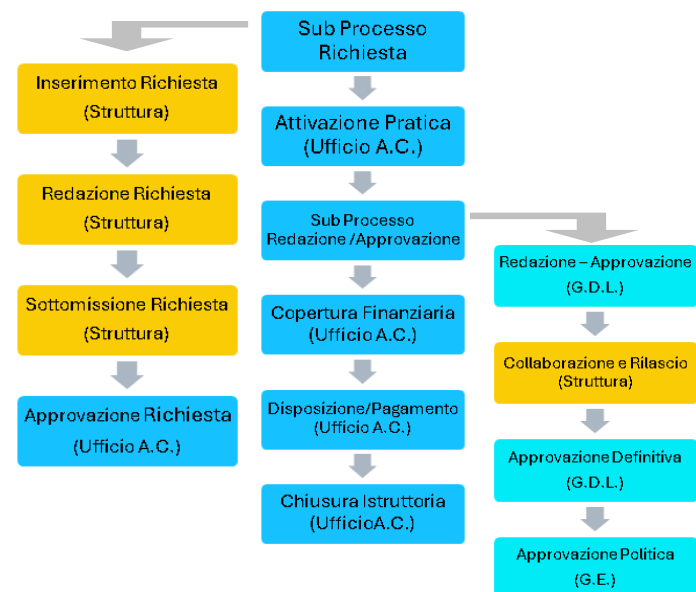 Sub Processo
Richiesta
Inserimento Richiesta
(Struttura)
Redazione Richiesta
(Struttura)
Sottomissione Richiesta
(Struttura)
Approvazione Richiesta
(Ufficio A.C.)
Attivazione Pratica
(Ufficio A.C.)
Sub Processo
Redazione /Approvazione
Copertura Finanziaria
(Ufficio A.C.)
Disposizione/Pagamento
(Ufficio A.C.)
Chiusura Istruttoria
(UfficioA.C.)
Redazione – Approvazione
(G.D.L.)
Collaborazione e Rilascio
(Struttura)
Approvazione Definitiva
(G.D.L.)
Approvazione Politica
(G.E.)